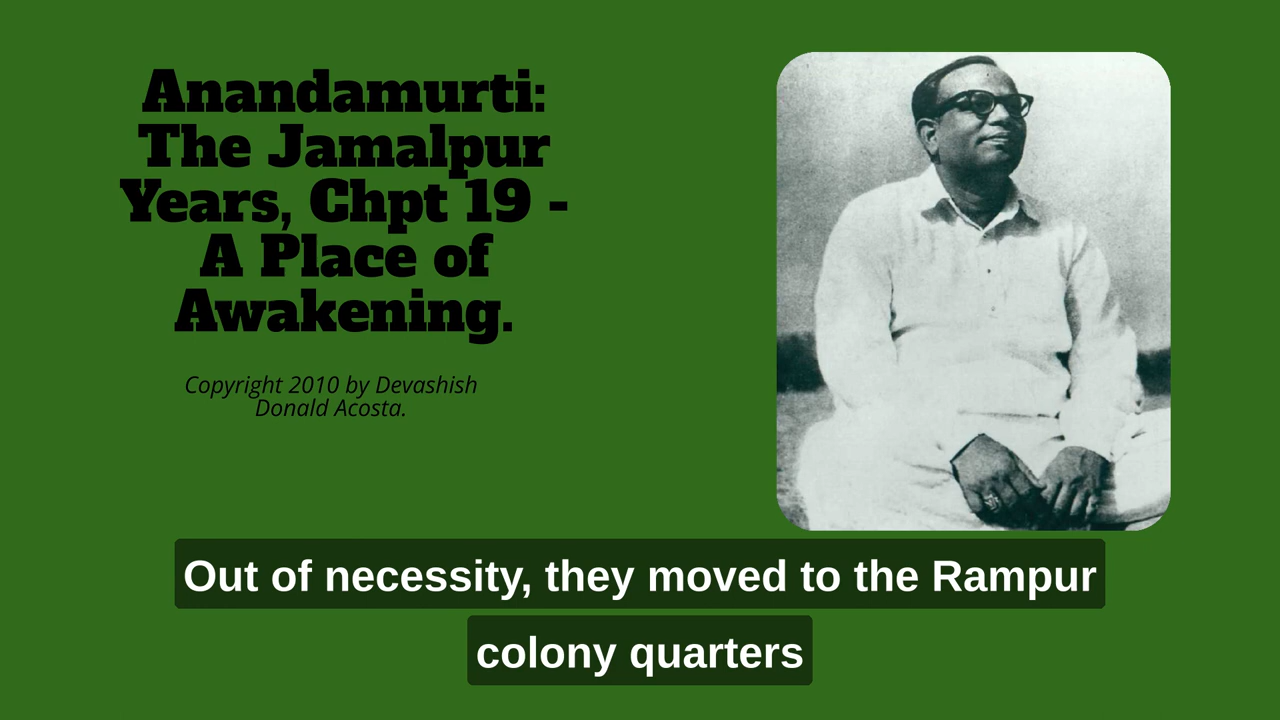 Anandamurti:
The Jamalpur
Years, Chpt 19 -
A Place of
Awakening.
Copyright 2010 by Devashish
Donald Acosta.
Out of necessity, they moved to the Rampur
colony quarters